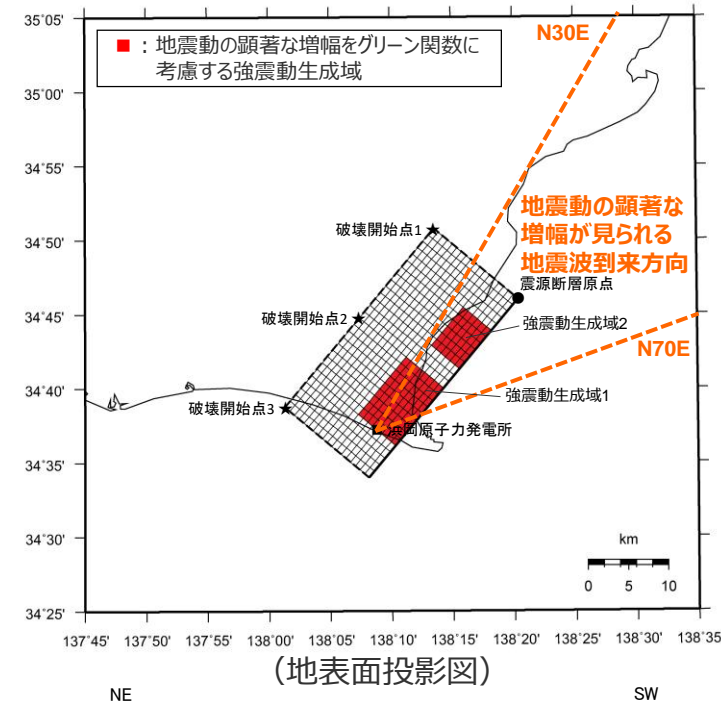 35°05'
■：地震動の顕著な増幅をグリーン関数に
考慮する強震動生成域
N30E
35°00'
34°55'
地震動の顕著な
増幅が見られる
地震波到来方向
34°50'
破壊開始点1
震源断層原点
34°45'
破壊開始点2
強震動生成域2
N70E
34°40'
強震動生成域1
破壊開始点3
浜岡原子力発電所
34°35'
34°30'
km
0 5 10
34°25'
137°45' 137°50' 137°55' 138°00' 138°05' 138°10' 138°15' 138°20' 138°25' 138°30' 138°35'
（地表面投影図）
NE SW